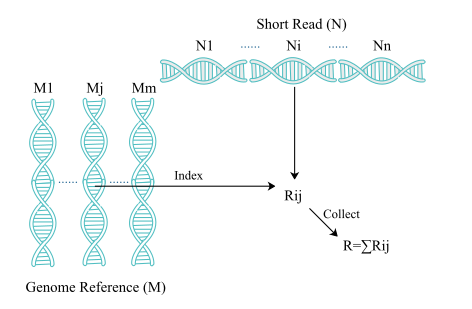 Short Read (N)
N1 ...... Ni ...... Nn
M1 Mj Mm
...... ......
Index
Rij
Collect
R=∑Rij
Genome Reference (M)